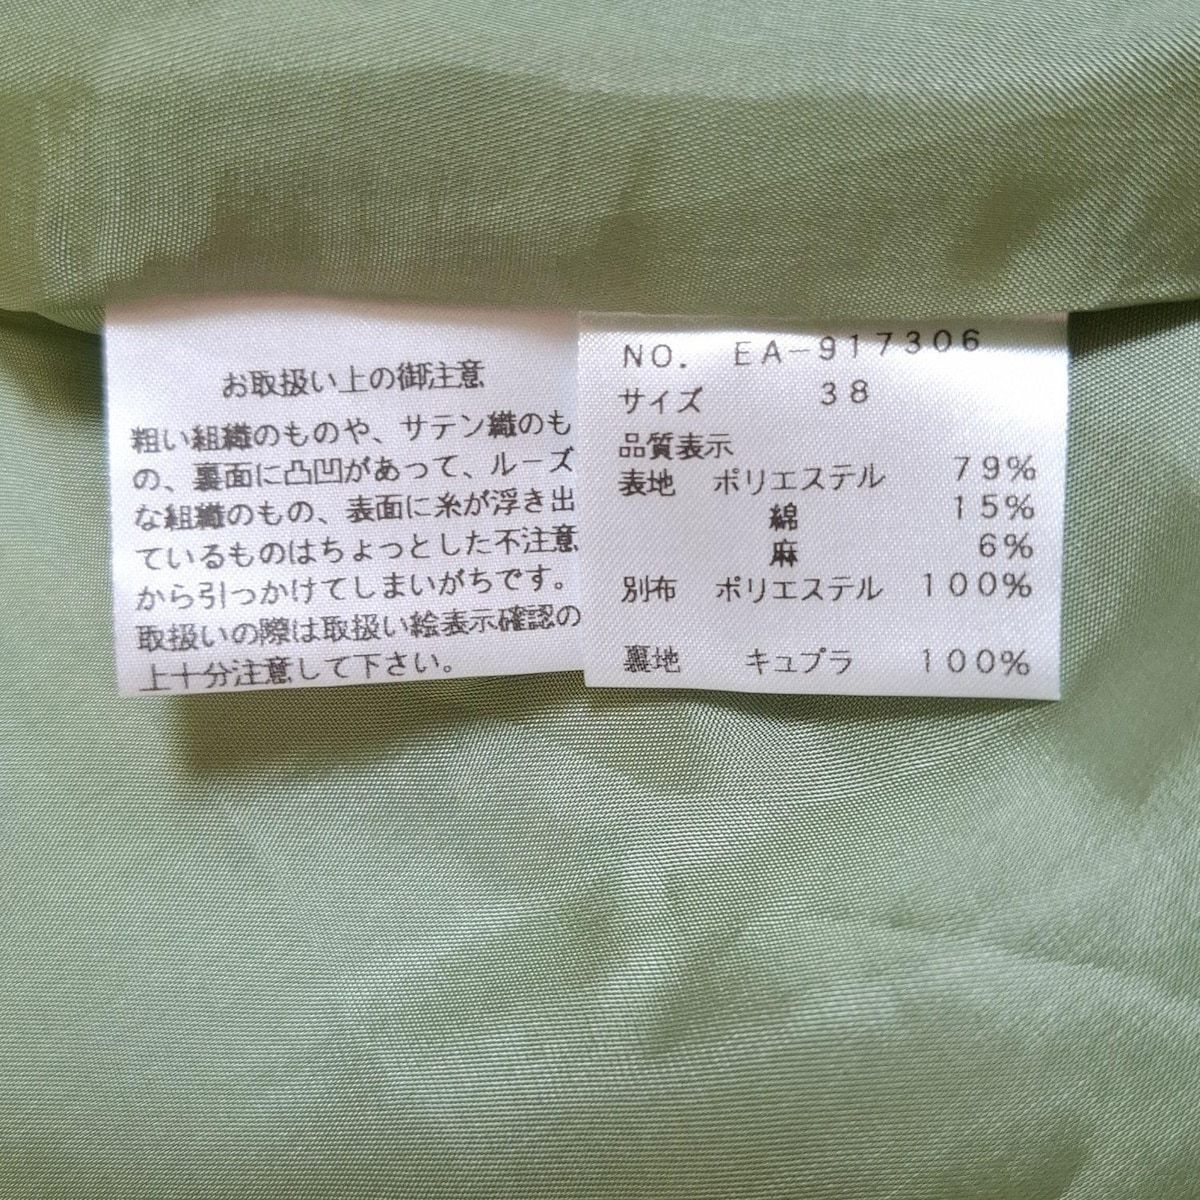 お取扱い上の御注意
粗い組織のものや、サテン織のも
の、裏面に凸凹があって、ルーズ
な組織のもの、表面に糸が浮き出
ているものはちょっとした不注意
から引っかけてしまいがちです。
取扱いの際は取扱い絵表示確認の
上十分注意して下さい。
NO. EA-917306
サイズ 38
品質表示
表地 ポリエステル 79%
綿 15%
麻 6%
別布 ポリエステル 100%
裏地 キュプラ 100%